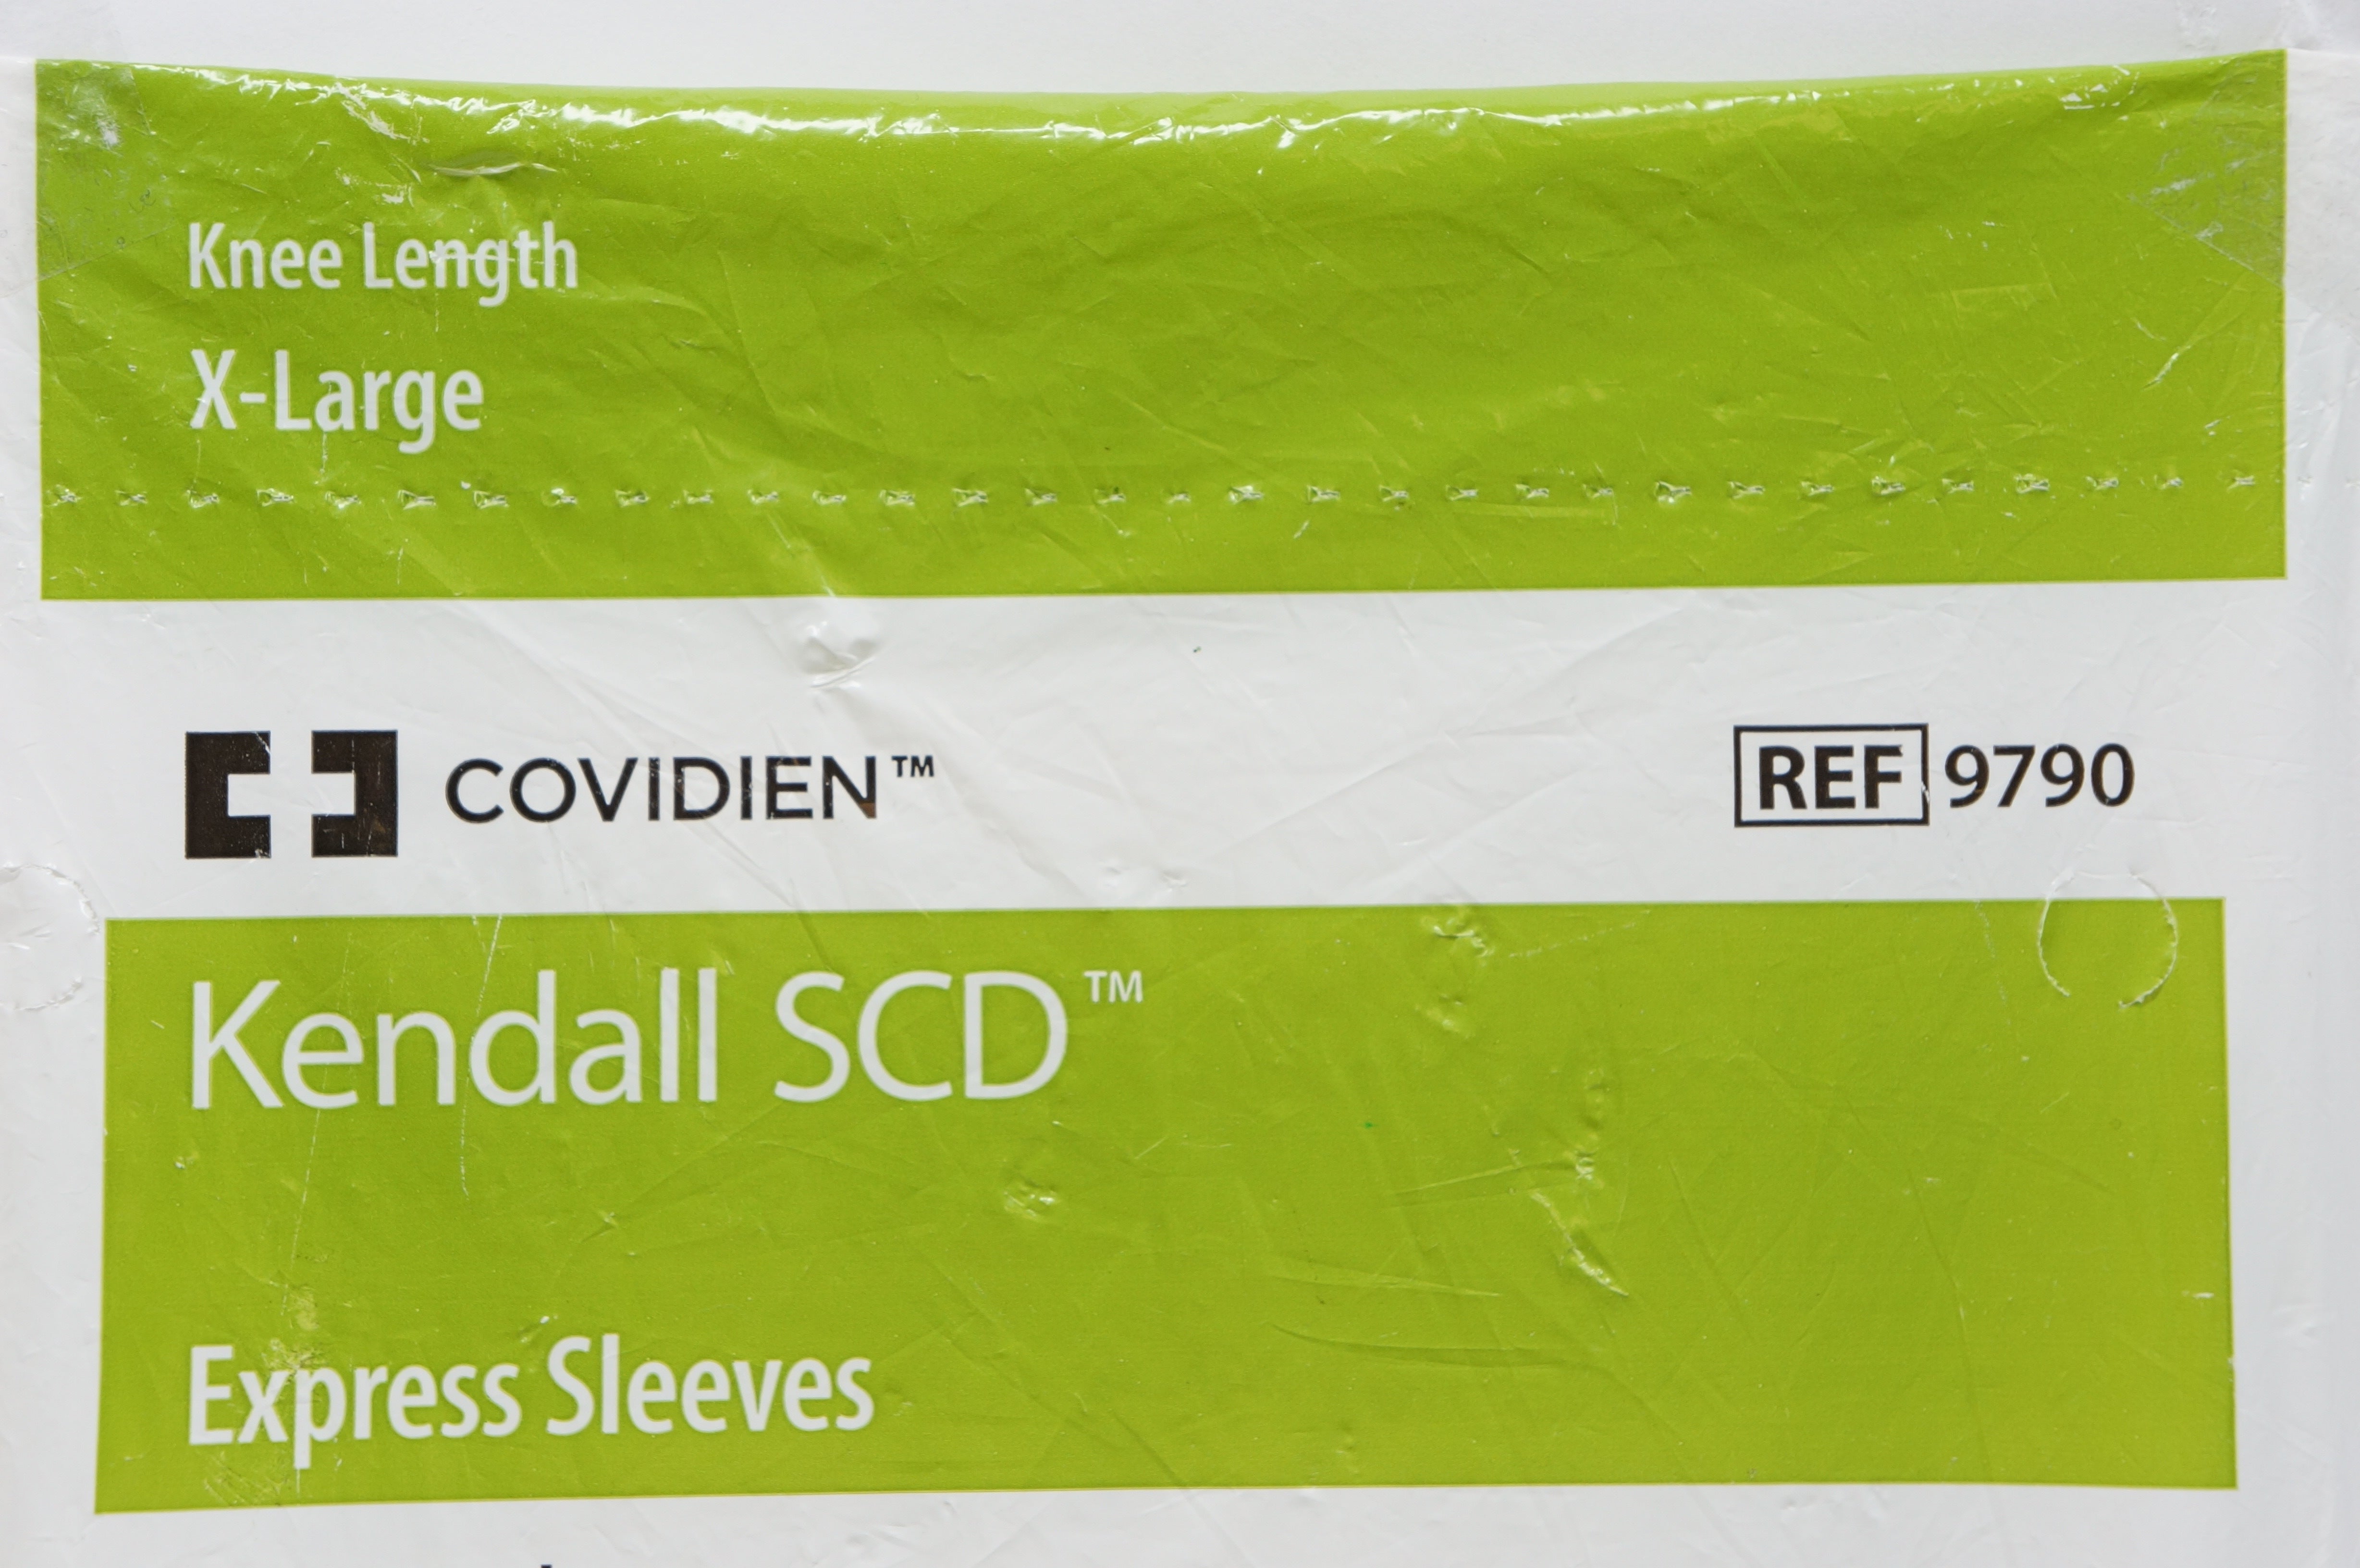 Knee Length
X-Large
COVIDIEN™
REF 9790
Kendall SCD™
Express Sleeves